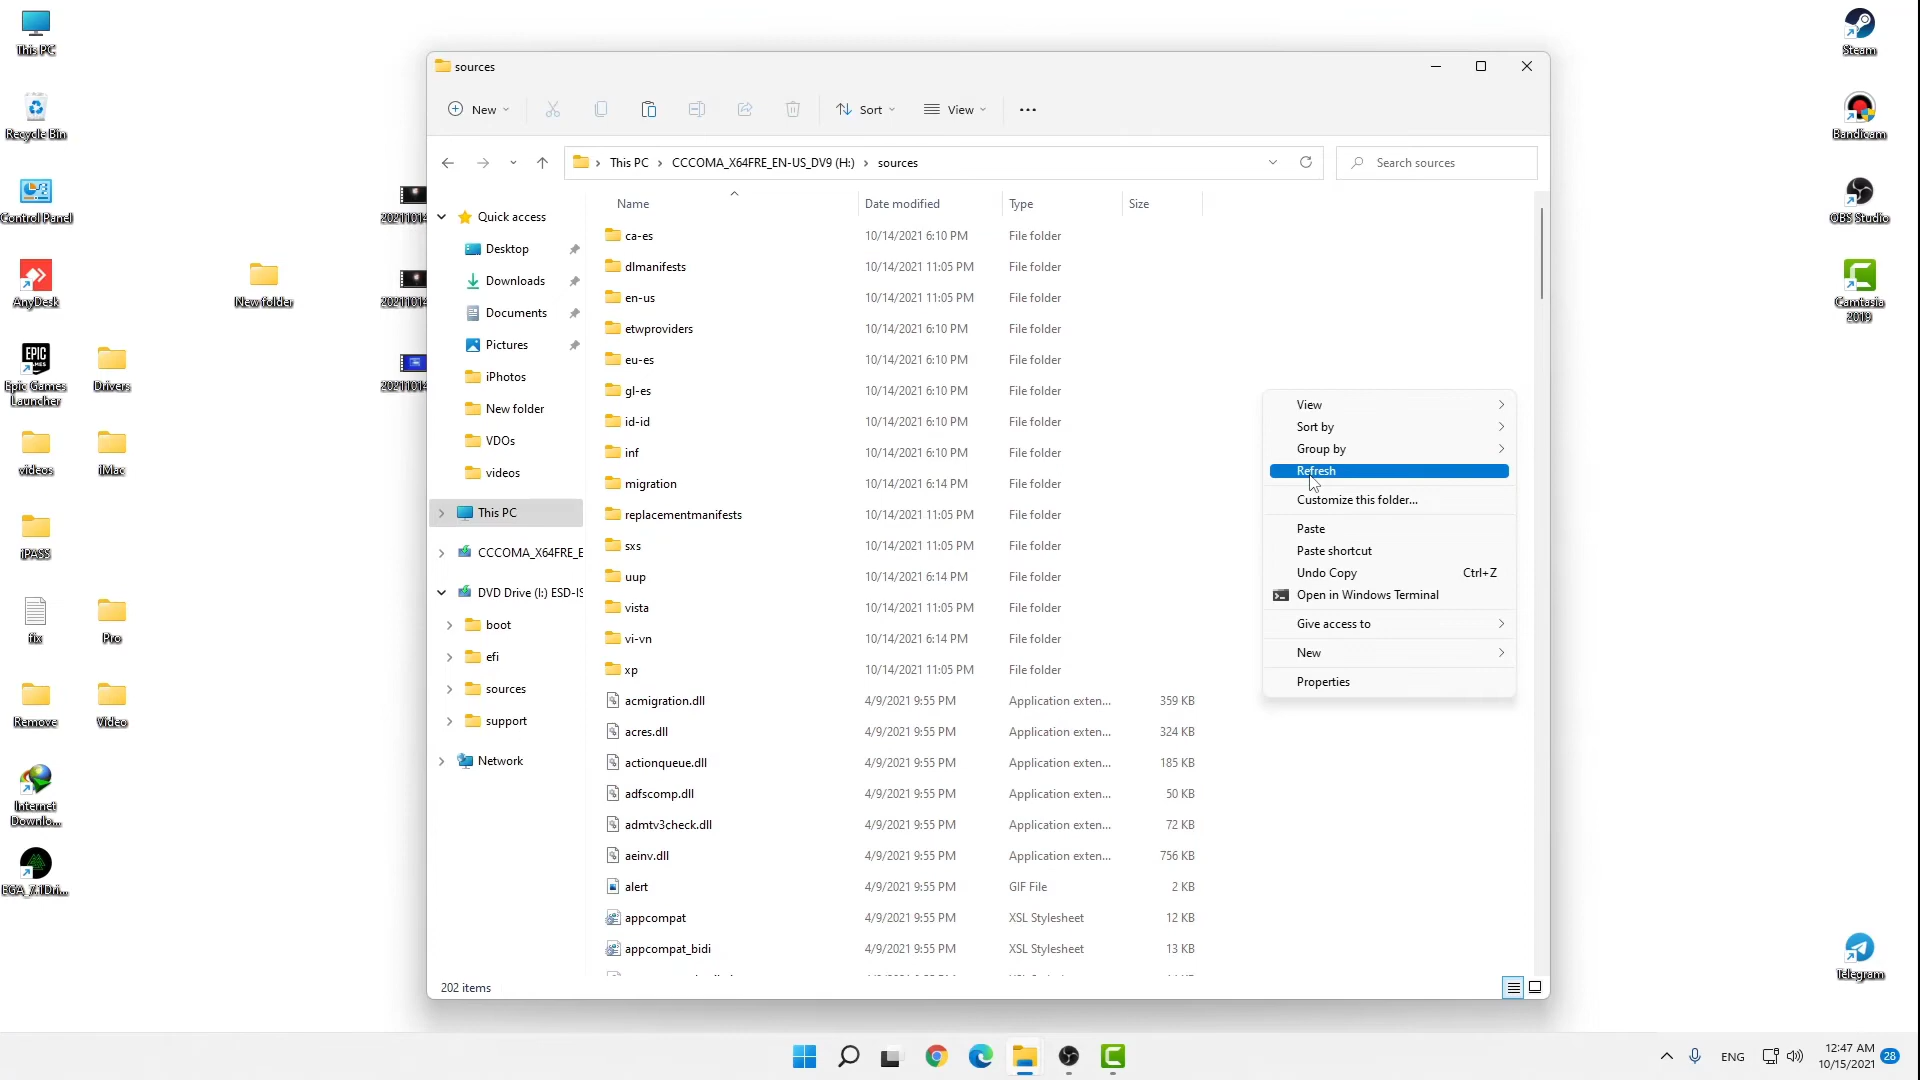 This PC
Recycle Bin
Control Panel
AnyDesk
Epic Games
Launcher
videos
iPASS
fix
Remove
Internet
Downlo...
EGA_7.1Dri...
Drivers
iMac
Pro
Video
New folder
20211014
20211014
20211014
sources
New
Sort
View
This PC
CCCOMA_X64FRE_EN-US_DV9 (H:)
sources
Search sources
Quick access
Desktop
Downloads
Documents
Pictures
iPhotos
New folder
VDOs
videos
This PC
CCCOMA_X64FRE_E
DVD Drive (I:) ESD-IS
boot
efi
sources
support
Network
Name Date modified Type Size
ca-es 10/14/2021 6:10 PM File folder
dlmanifests 10/14/2021 11:05 PM File folder
en-us 10/14/2021 11:05 PM File folder
etwproviders 10/14/2021 6:10 PM File folder
eu-es 10/14/2021 6:10 PM File folder
gl-es 10/14/2021 6:10 PM File folder
id-id 10/14/2021 6:10 PM File folder
inf 10/14/2021 6:10 PM File folder
migration 10/14/2021 6:14 PM File folder
replacementmanifests 10/14/2021 11:05 PM File folder
sxs 10/14/2021 11:05 PM File folder
uup 10/14/2021 6:14 PM File folder
vista 10/14/2021 11:05 PM File folder
vi-vn 10/14/2021 6:14 PM File folder
xp 10/14/2021 11:05 PM File folder
acmigration.dll 4/9/2021 9:55 PM Application exten... 359 KB
acres.dll 4/9/2021 9:55 PM Application exten... 324 KB
actionqueue.dll 4/9/2021 9:55 PM Application exten... 185 KB
adfscomp.dll 4/9/2021 9:55 PM Application exten... 50 KB
admtv3check.dll 4/9/2021 9:55 PM Application exten... 72 KB
aeinv.dll 4/9/2021 9:55 PM Application exten... 756 KB
alert 4/9/2021 9:55 PM GIF File 2 KB
appcompat 4/9/2021 9:55 PM XSL Stylesheet 12 KB
appcompat_bidi 4/9/2021 9:55 PM XSL Stylesheet 13 KB
202 items
View
Sort by
Group by
Refresh
Customize this folder...
Paste
Paste shortcut
Undo Copy Ctrl+Z
Open in Windows Terminal
Give access to
New
Properties
Steam
Bandicam
OBS Studio
Camtasia
2019
Telegram
ENG
12:47 AM
10/15/2021
28